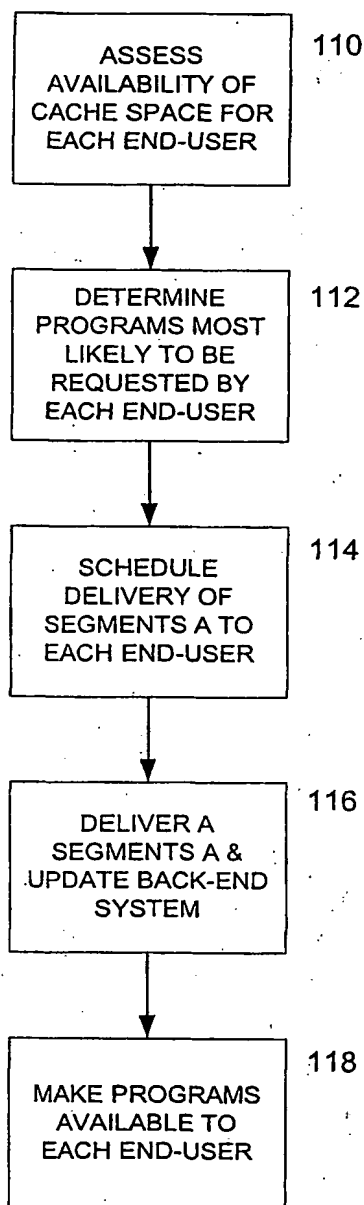 110
ASSESS
AVAILABILITY OF
CACHE SPACE FOR
EACH END-USER
112
DETERMINE
PROGRAMS MOST
LIKELY TO BE
REQUESTED BY
EACH END-USER
114
SCHEDULE
DELIVERY OF
SEGMENTS A TO
EACH END-USER
116
DELIVER A
SEGMENTS A &
UPDATE BACK-END
SYSTEM
118
MAKE PROGRAMS
AVAILABLE TO
EACH END-USER